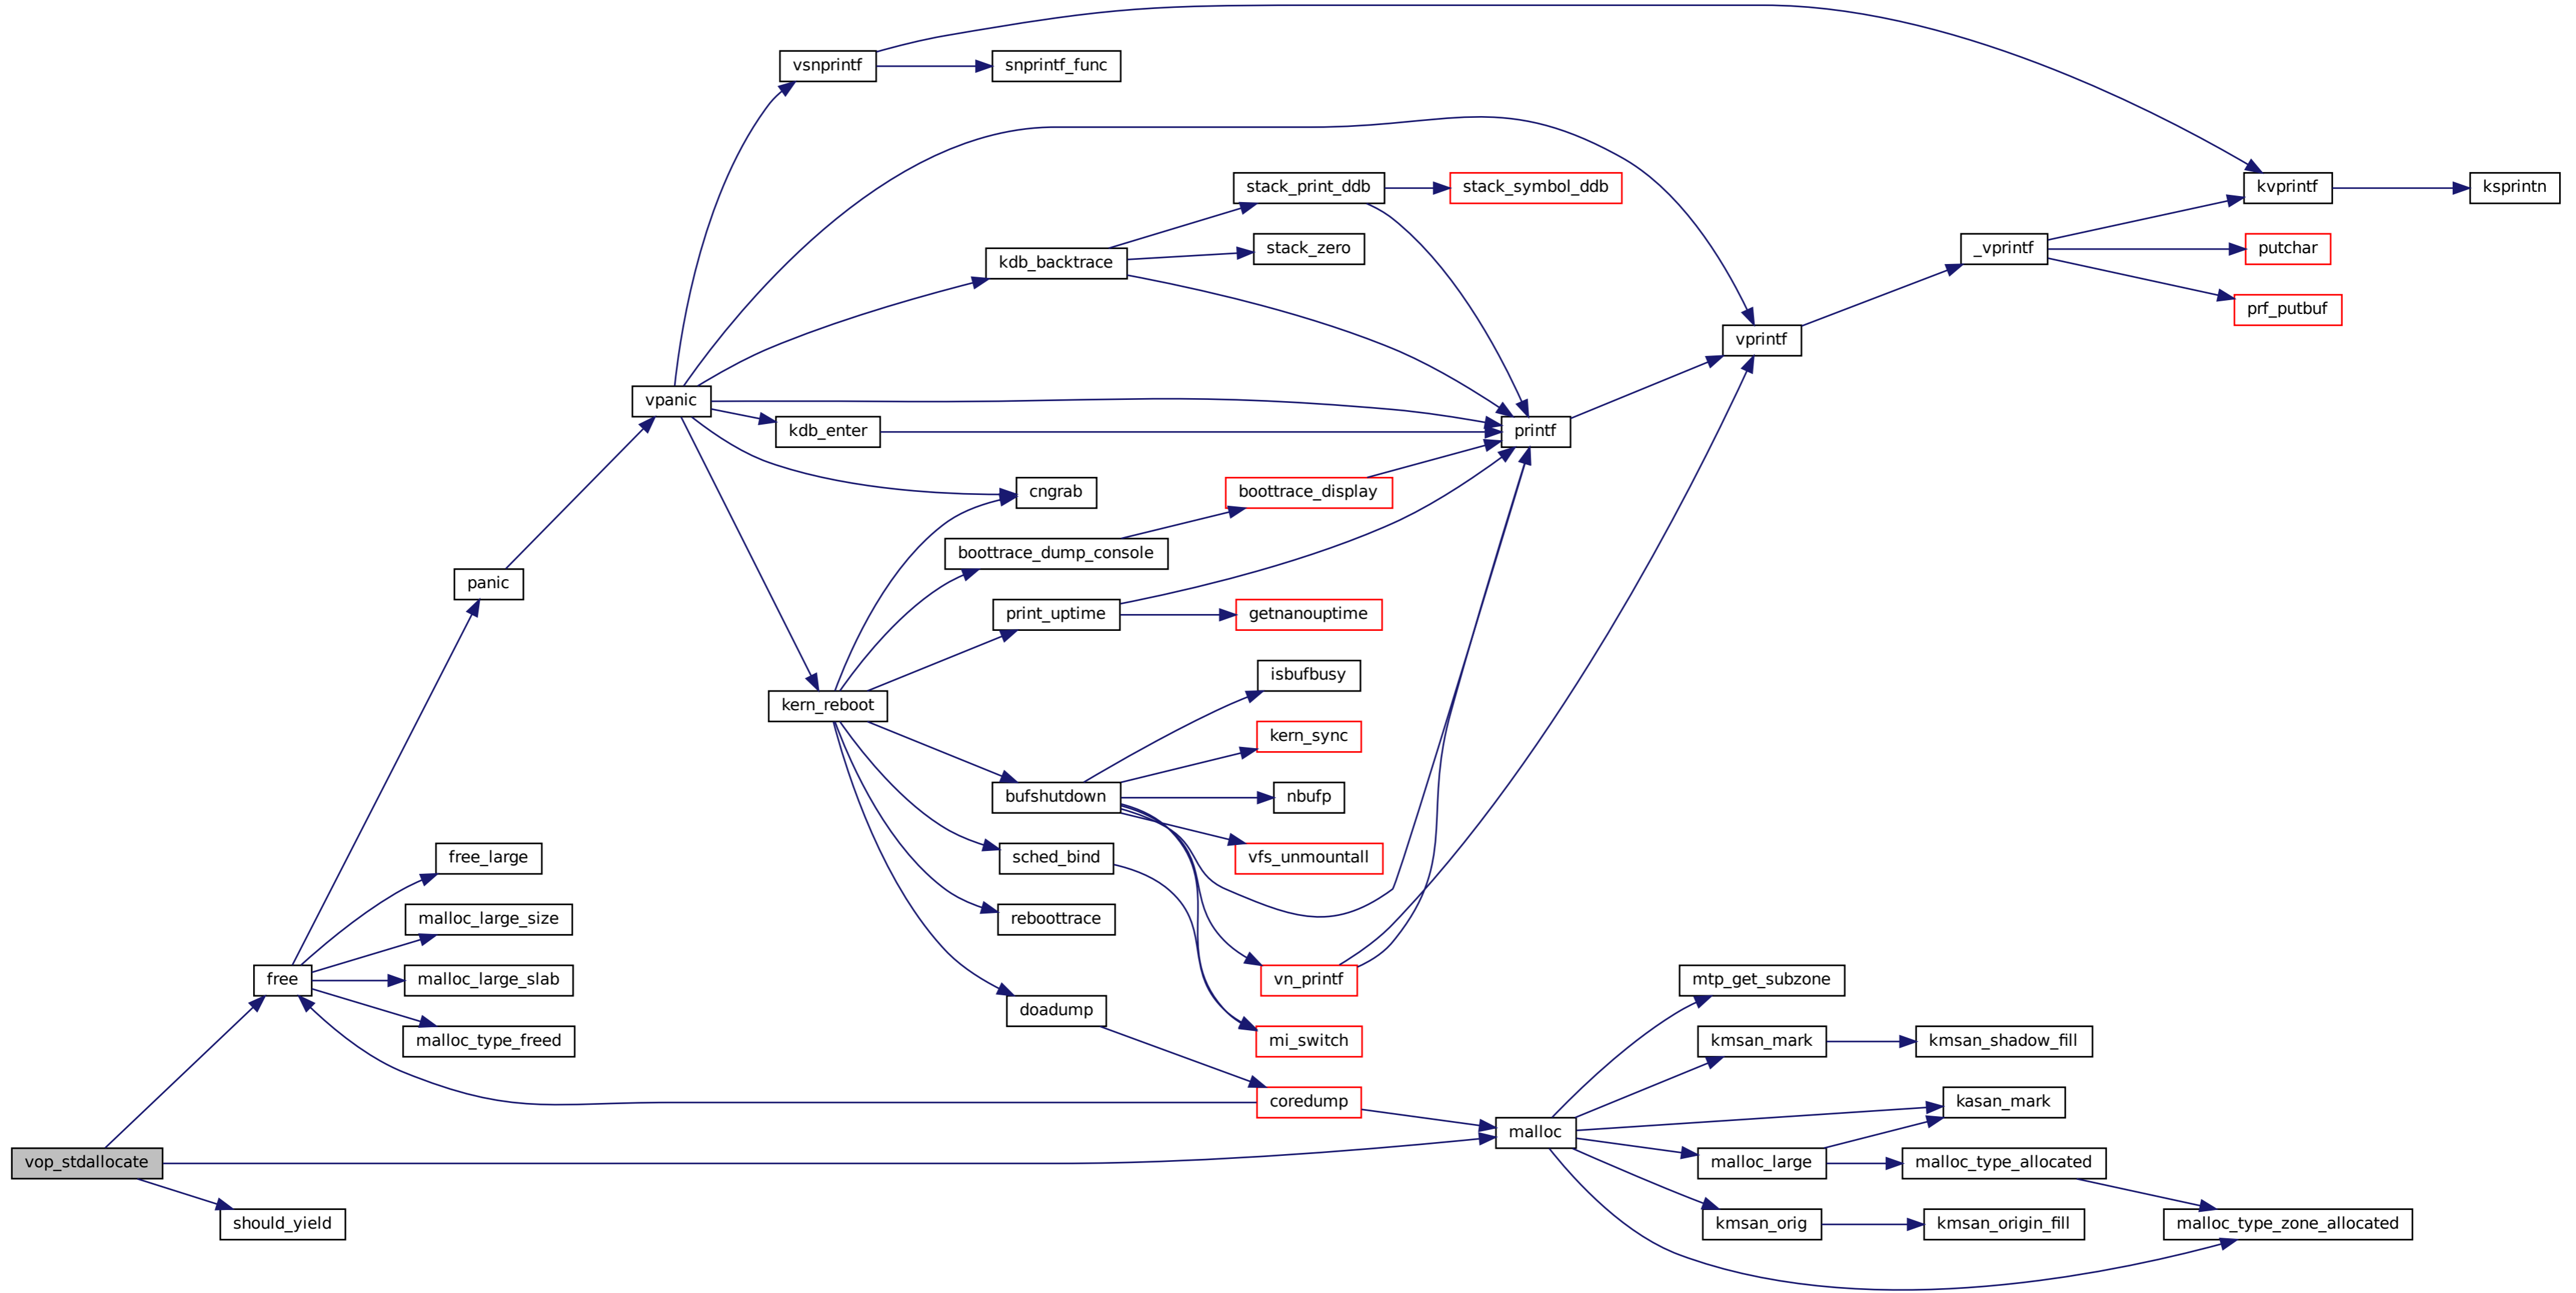 vsnprintf
snprintf_func
stack_print_ddb
stack_symbol_ddb
kvprintf
ksprintn
kdb_backtrace
stack_zero
_vprintf
putchar
prf_putbuf
vprintf
vpanic
kdb_enter
printf
cngrab
boottrace_display
boottrace_dump_console
panic
print_uptime
getnanouptime
isbufbusy
kern_reboot
kern_sync
bufshutdown
nbufp
free_large
sched_bind
vfs_unmountall
malloc_large_size
reboottrace
free
malloc_large_slab
vn_printf
mtp_get_subzone
doadump
malloc_type_freed
mi_switch
kmsan_mark
kmsan_shadow_fill
coredump
kasan_mark
malloc
vop_stdallocate
malloc_large
malloc_type_allocated
should_yield
kmsan_orig
kmsan_origin_fill
malloc_type_zone_allocated